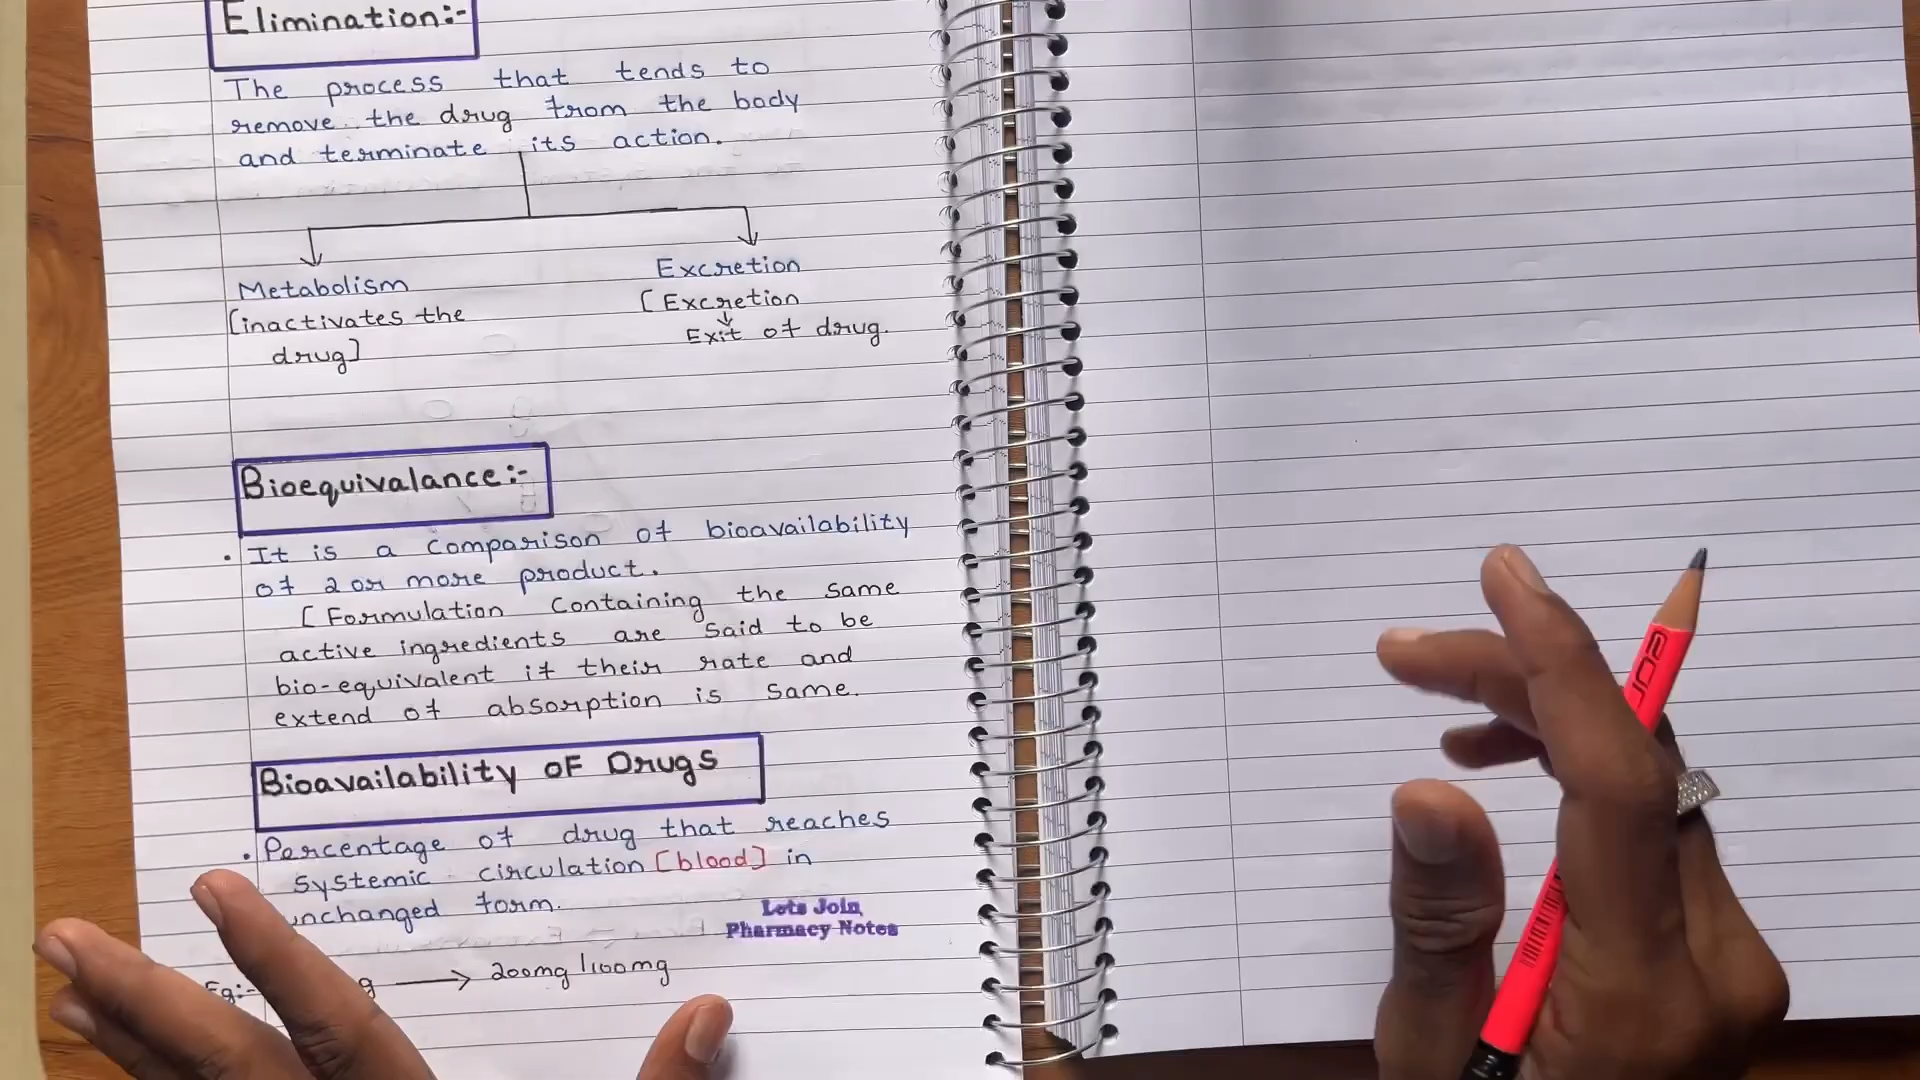 Elimination:-
The process that tends to
remove the drug from the body
and terminate its action.
Metabolism
[inactivates the
drug]
Excretion
[Excretion
↓
Exit of drug.
Bioequivalance:-
• It is a comparison of bioavailability
of 2 or more product.
[Formulation containing the same
active ingredients are said to be
bio-equivalent if their rate and
extend of absorption is same.
Bioavailability OF Drugs
• Percentage of drug that reaches
systemic circulation [blood] in
unchanged form.
Lets Join,
Pharmacy Notes
Eg:- g → 200mg/100mg